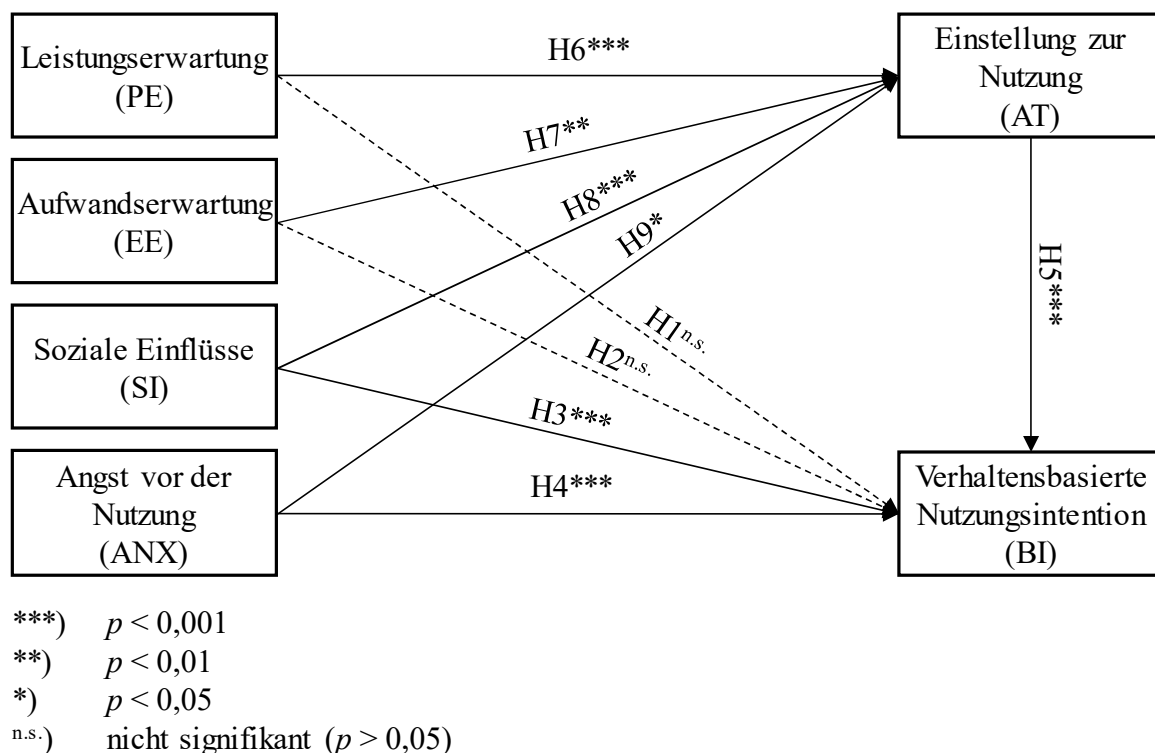 Leistungserwartung
(PE)
H6***
Einstellung zur
Nutzung
(AT)
H7**
Aufwandserwartung
(EE)
H8***
H9*
H5***
Soziale Einflüsse
(SI)
H1n.s.
H2n.s.
H3***
Angst vor der
Nutzung
(ANX)
H4***
Verhaltensbasierte
Nutzungsintention
(BI)
***) p < 0,001
**) p < 0,01
*) p < 0,05
n.s.) nicht signifikant (p > 0,05)